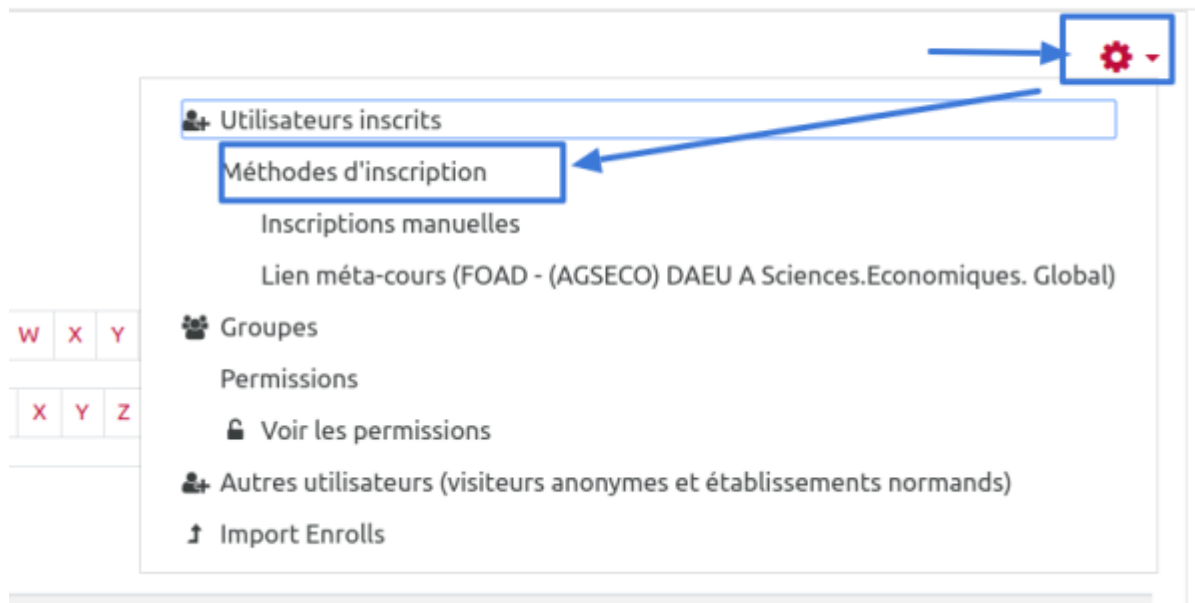 Utilisateurs inscrits
Méthodes d'inscription
Inscriptions manuelles
Lien méta-cours (FOAD - (AGSECO) DAEU A Sciences.Economiques. Global)
W X Y
Groupes
Permissions
X Y Z
Voir les permissions
Autres utilisateurs (visiteurs anonymes et établissements normands)
Import Enrolls